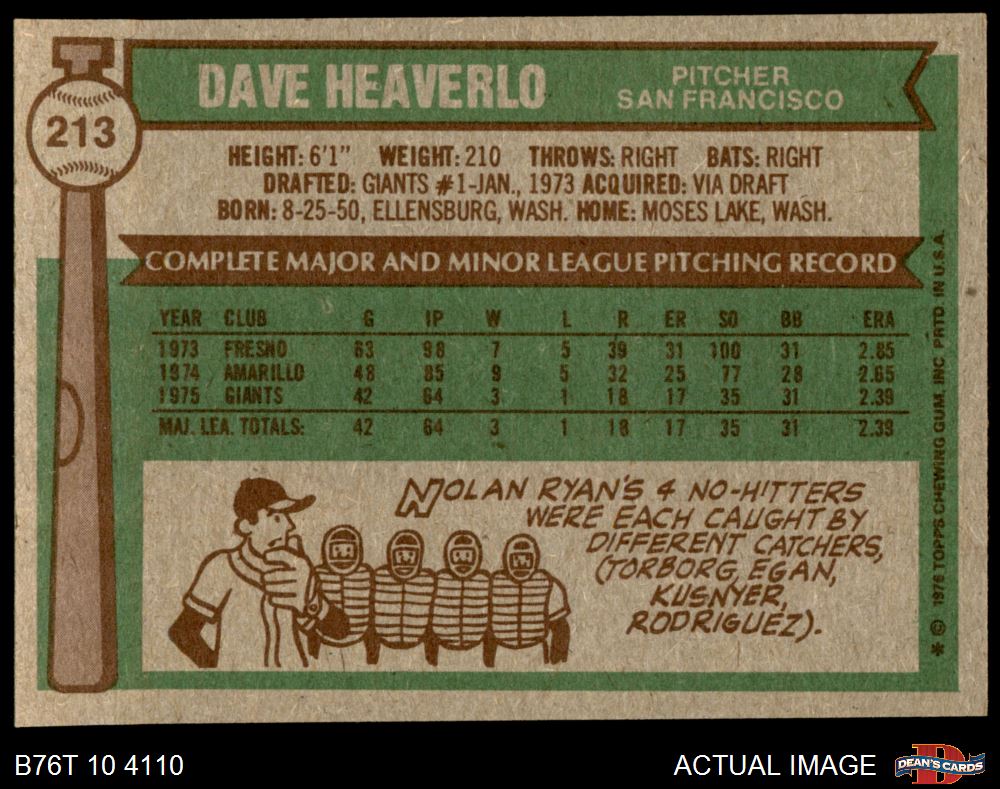 213
DAVE HEAVERLO
PITCHER
SAN FRANCISCO
HEIGHT: 6'1" WEIGHT: 210 THROWS: RIGHT BATS: RIGHT
DRAFTED: GIANTS #1-JAN., 1973 ACQUIRED: VIA DRAFT
BORN: 8-25-50, ELLENSBURG, WASH. HOME: MOSES LAKE, WASH.
COMPLETE MAJOR AND MINOR LEAGUE PITCHING RECORD
YEAR CLUB G IP W L R ER SO BB ERA
1973 FRESNO 63 98 7 5 39 31 100 31 2.85
1974 AMARILLO 48 85 9 5 32 25 77 28 2.65
1975 GIANTS 42 64 3 1 18 17 35 31 2.39
MAJ. LEA. TOTALS: 42 64 3 1 18 17 35 31 2.39
NOLAN RYAN'S 4 NO-HITTERS
WERE EACH CAUGHT BY
DIFFERENT CATCHERS,
(TORBORG, EGAN,
KUSNYER,
RODRIGUEZ).
* © 1976 TOPPS CHEWING GUM, INC. PRTD. IN U.S.A.
B76T 10 4110
ACTUAL IMAGE
D
DEAN'S CARDS